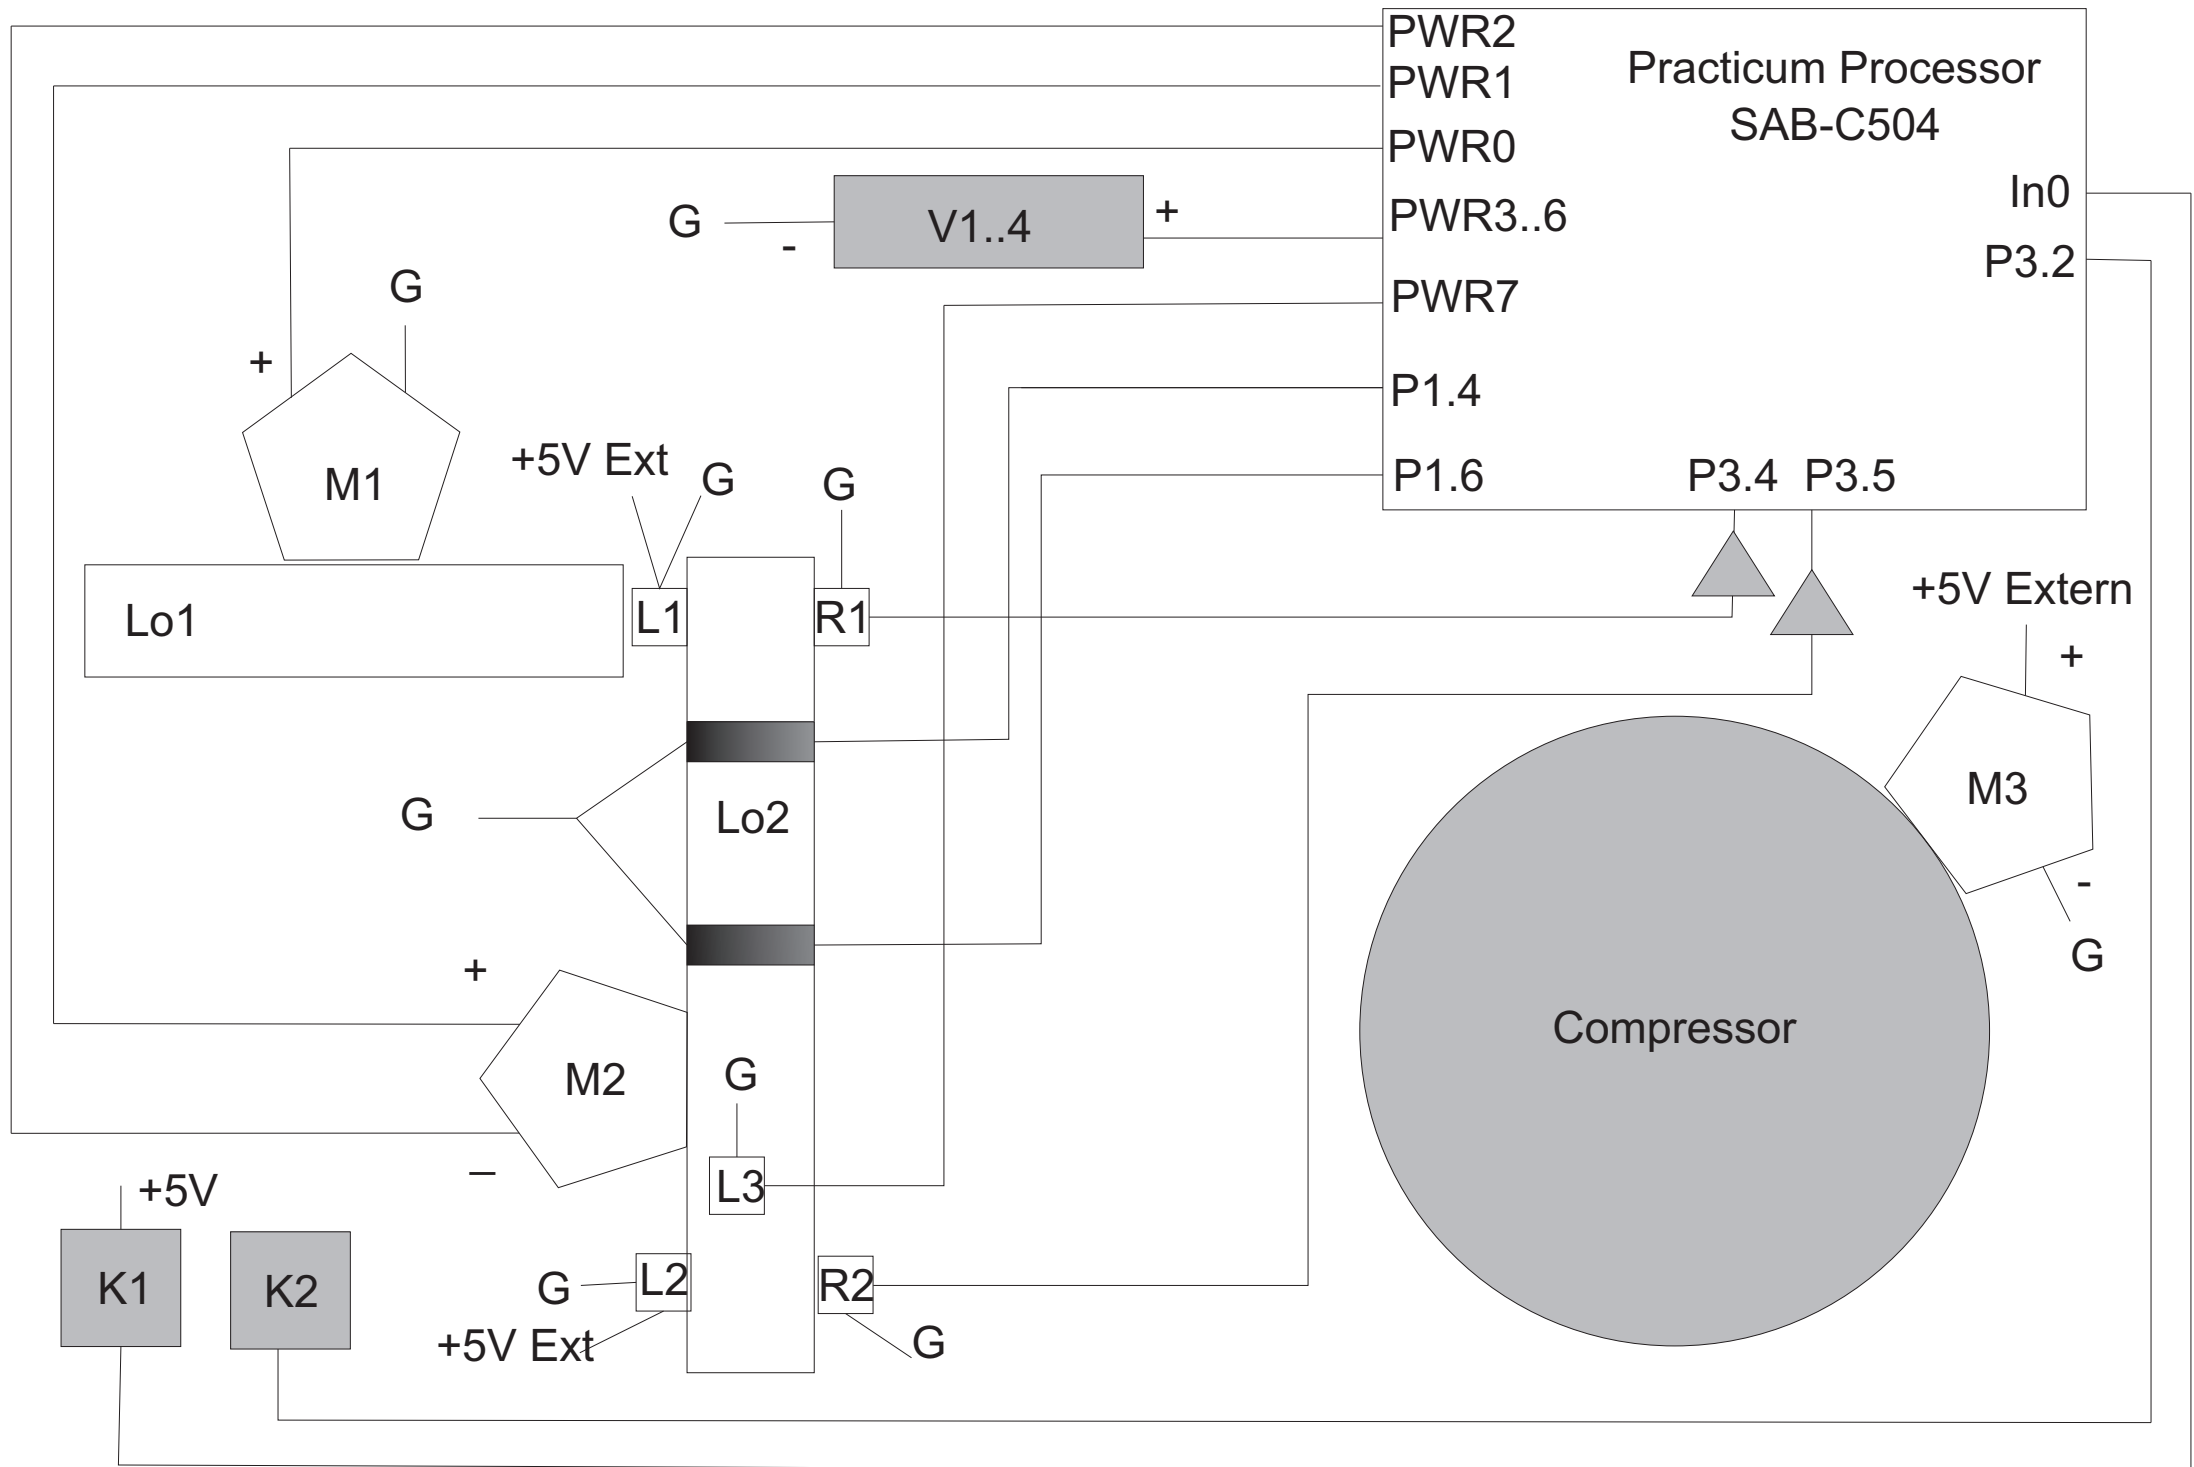 PWR2
Practicum Processor
PWR1
SAB-C504
PWR0
In0
PWR3..6
+
V1..4
G
-
P3.2
G
PWR7
+
P1.4
M1
+5V Ext
G
G
P1.6
P3.4
P3.5
+5V Extern
L1
R1
Lo1
+
M3
G
Lo2
-
G
+
Compressor
M2
G
–
L3
+5V
K1
K2
G
L2
R2
+5V Ext
G